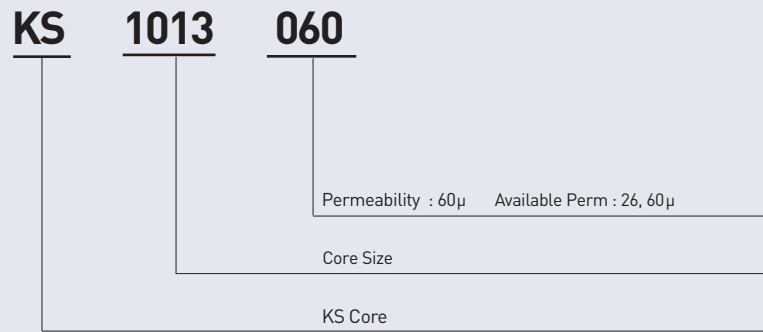 KS 1013 060
Permeability : 60μ Available Perm : 26, 60μ
Core Size
KS Core